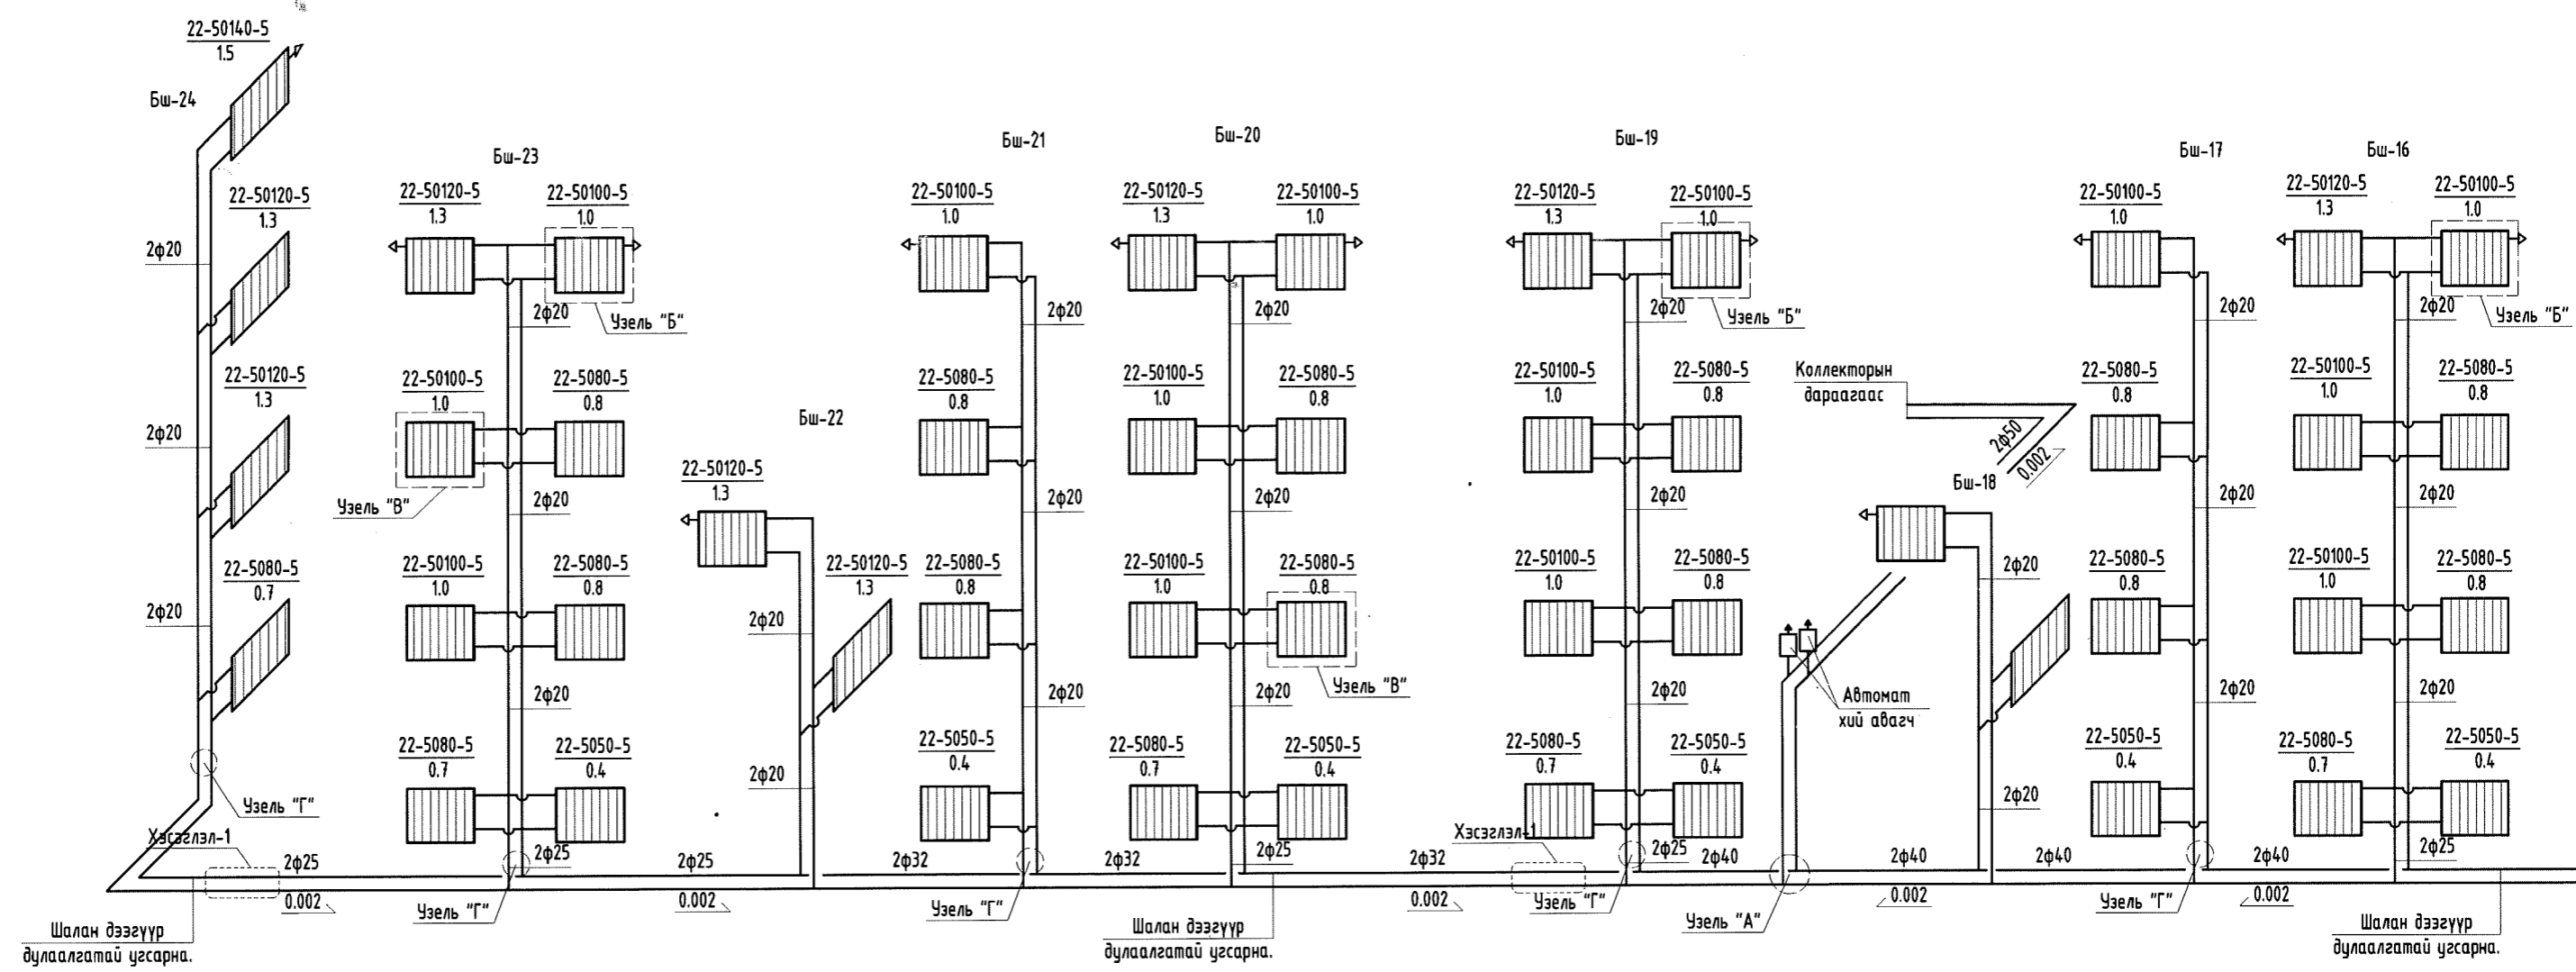 22-50140-5
1.5
Бш-24
22-50120-5
1.3
2ф20
22-50120-5
1.3
2ф20
22-5080-5
0.7
2ф20
Узель "Г"
Хэсэглэл-1
2ф25
0.002
Шалан дээгүүр
дулаалгатай угсарна.
Бш-23
22-50120-5
1.3
22-50100-5
1.0
2ф20
Узель "Б"
22-50100-5
1.0
22-5080-5
0.8
Узель "В"
2ф20
22-50100-5
1.0
22-5080-5
0.8
2ф20
22-5080-5
0.7
22-5050-5
0.4
2ф25
Узель "Г"
2ф25
0.002
Бш-22
22-50120-5
1.3
22-50120-5
1.3
2ф20
2ф20
2ф32
Бш-21
22-50100-5
1.0
2ф20
22-5080-5
0.8
2ф20
22-5080-5
0.8
2ф20
22-5050-5
0.4
Узель "Г"
2ф32
Бш-20
22-50120-5
1.3
22-50100-5
1.0
2ф20
22-50100-5
1.0
22-5080-5
0.8
2ф20
22-50100-5
1.0
22-5080-5
0.8
Узель "В"
2ф20
22-5080-5
0.7
22-5050-5
0.4
2ф25
Шалан дээгүүр
дулаалгатай угсарна.
2ф32
0.002
Хэсэглэл-1
Бш-19
22-50120-5
1.3
22-50100-5
1.0
2ф20
Узель "Б"
22-50100-5
1.0
22-5080-5
0.8
2ф20
22-50100-5
1.0
22-5080-5
0.8
2ф20
22-5080-5
0.7
22-5050-5
0.4
2ф25
Узель "Г"
2ф40
Узель "А"
Коллекторын
дараагаас
2ф50
0.002
Бш-18
2ф20
Автомат
хий авагч
2ф20
2ф40
0.002
2ф40
Бш-17
22-50100-5
1.0
2ф20
22-5080-5
0.8
2ф20
22-5080-5
0.8
2ф20
22-5050-5
0.4
Узель "Г"
2ф40
0.002
Бш-16
22-50120-5
1.3
22-50100-5
1.0
2ф20
Узель "Б"
22-50100-5
1.0
22-5080-5
0.8
2ф20
22-50100-5
1.0
22-5080-5
0.8
2ф20
22-5080-5
0.7
22-5050-5
0.4
2ф25
Шалан дээгүүр
дулаалгатай угсарна.